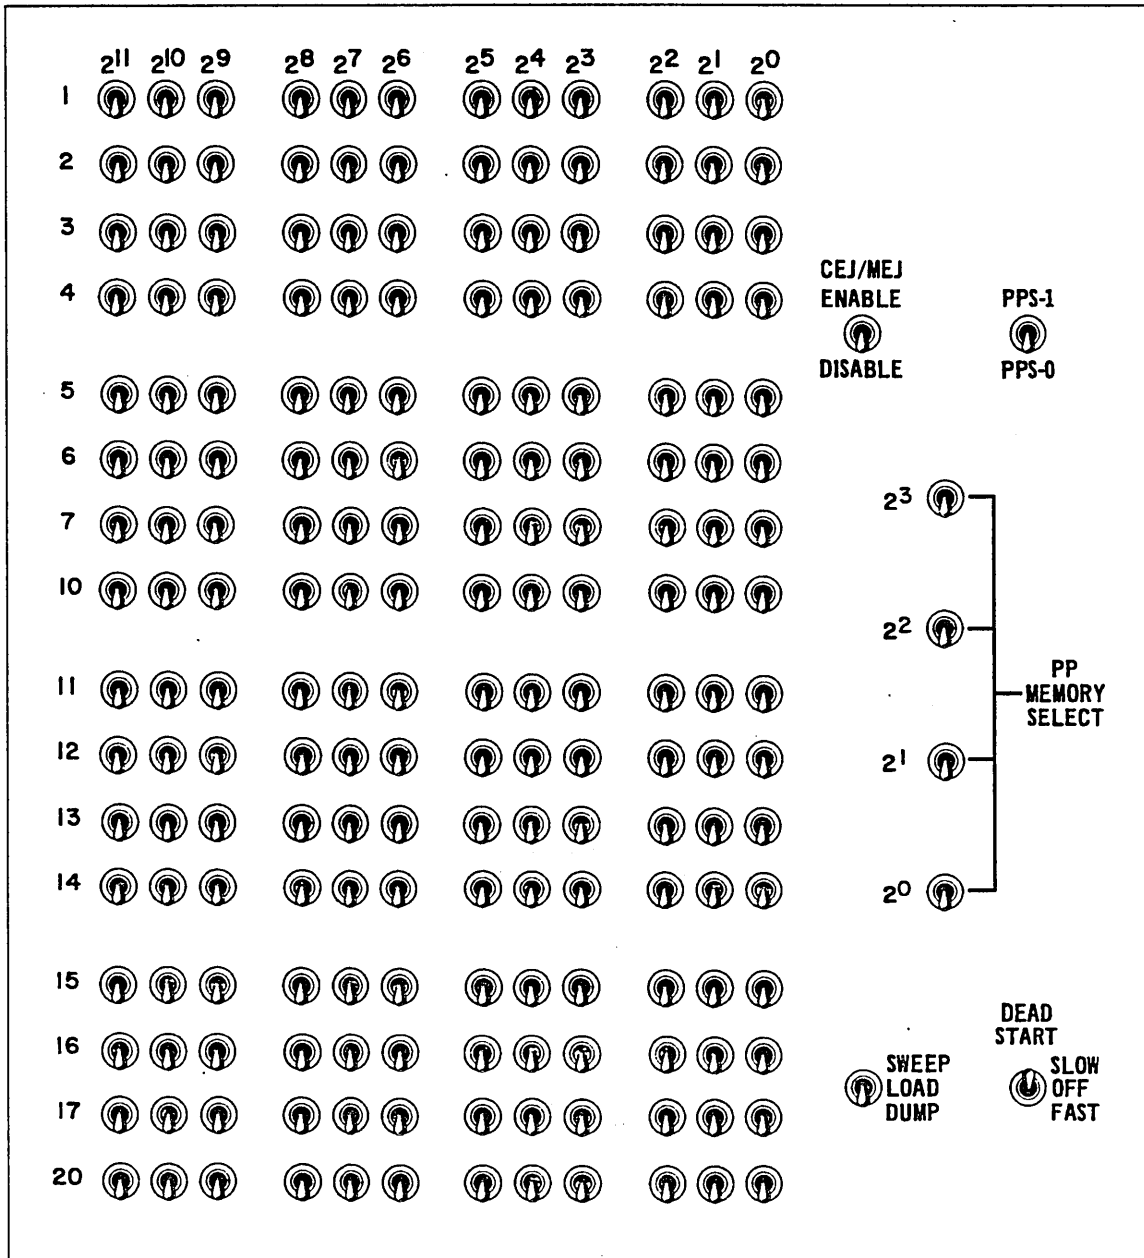 2¹¹ 2¹⁰ 2⁹ 2⁸ 2⁷ 2⁶ 2⁵ 2⁴ 2³ 2² 2¹ 2⁰
1
2
3
4
CEJ/MEJ
ENABLE
DISABLE
PPS-1
PPS-0
5
6
7
10
2³
2²
2¹
2⁰
PP
MEMORY
SELECT
11
12
13
14
15
16
17
20
SWEEP
LOAD
DUMP
DEAD
START
SLOW
OFF
FAST